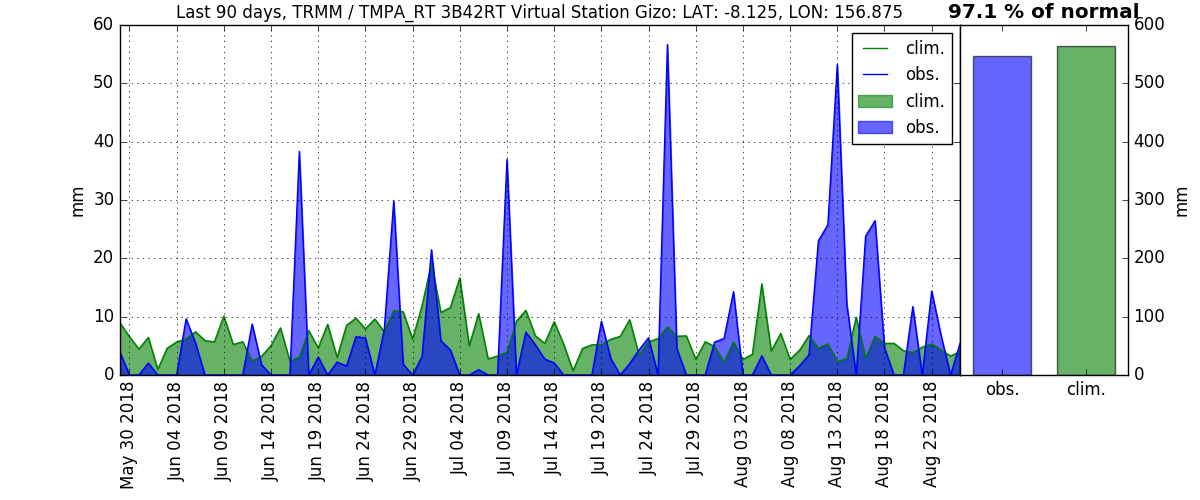 Last 90 days, TRMM / TMPA_RT 3B42RT Virtual Station Gizo: LAT: -8.125, LON: 156.875
97.1 % of normal
60
50
40
30
20
10
0
mm
clim.
obs.
clim.
obs.
600
500
400
300
200
100
0
mm
May 30 2018
Jun 04 2018
Jun 09 2018
Jun 14 2018
Jun 19 2018
Jun 24 2018
Jun 29 2018
Jul 04 2018
Jul 09 2018
Jul 14 2018
Jul 19 2018
Jul 24 2018
Jul 29 2018
Aug 03 2018
Aug 08 2018
Aug 13 2018
Aug 18 2018
Aug 23 2018
obs.
clim.